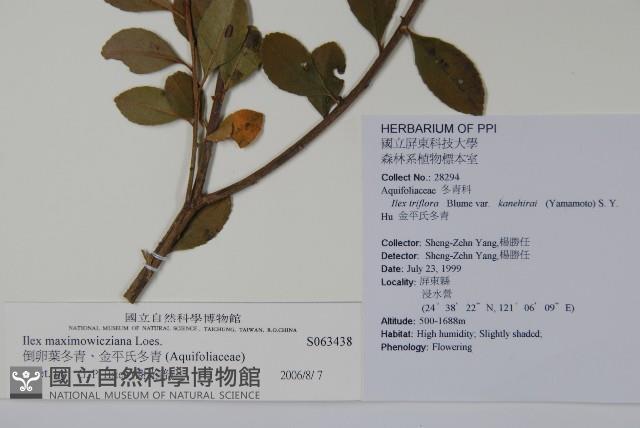 HERBARIUM OF PPI
國立屏東科技大學
森林系植物標本室
Collect No.: 28294
Aquifoliaceae 冬青科
Ilex triflora Blume var. kanehirai (Yamamoto) S. Y.
Hu 金平氏冬青
Collector: Sheng-Zehn Yang,楊勝任
Detector: Sheng-Zehn Yang,楊勝任
Date: July 23, 1999
Locality: 屏東縣
浸水營
(24° 38' 22" N, 121° 06' 09" E)
Altitude: 500-1688m
Habitat: High humidity; Slightly shaded;
Phenology: Flowering
國立自然科學博物館
NATIONAL MUSEUM OF NATURAL SCIENCE, TAICHUNG, TAIWAN, R.O.CHINA
Ilex maximowicziana Loes. S063438
倒卵葉冬青、金平氏冬青 (Aquifoliaceae)
2006/8/ 7
國立自然科學博物館
NATIONAL MUSEUM OF NATURAL SCIENCE